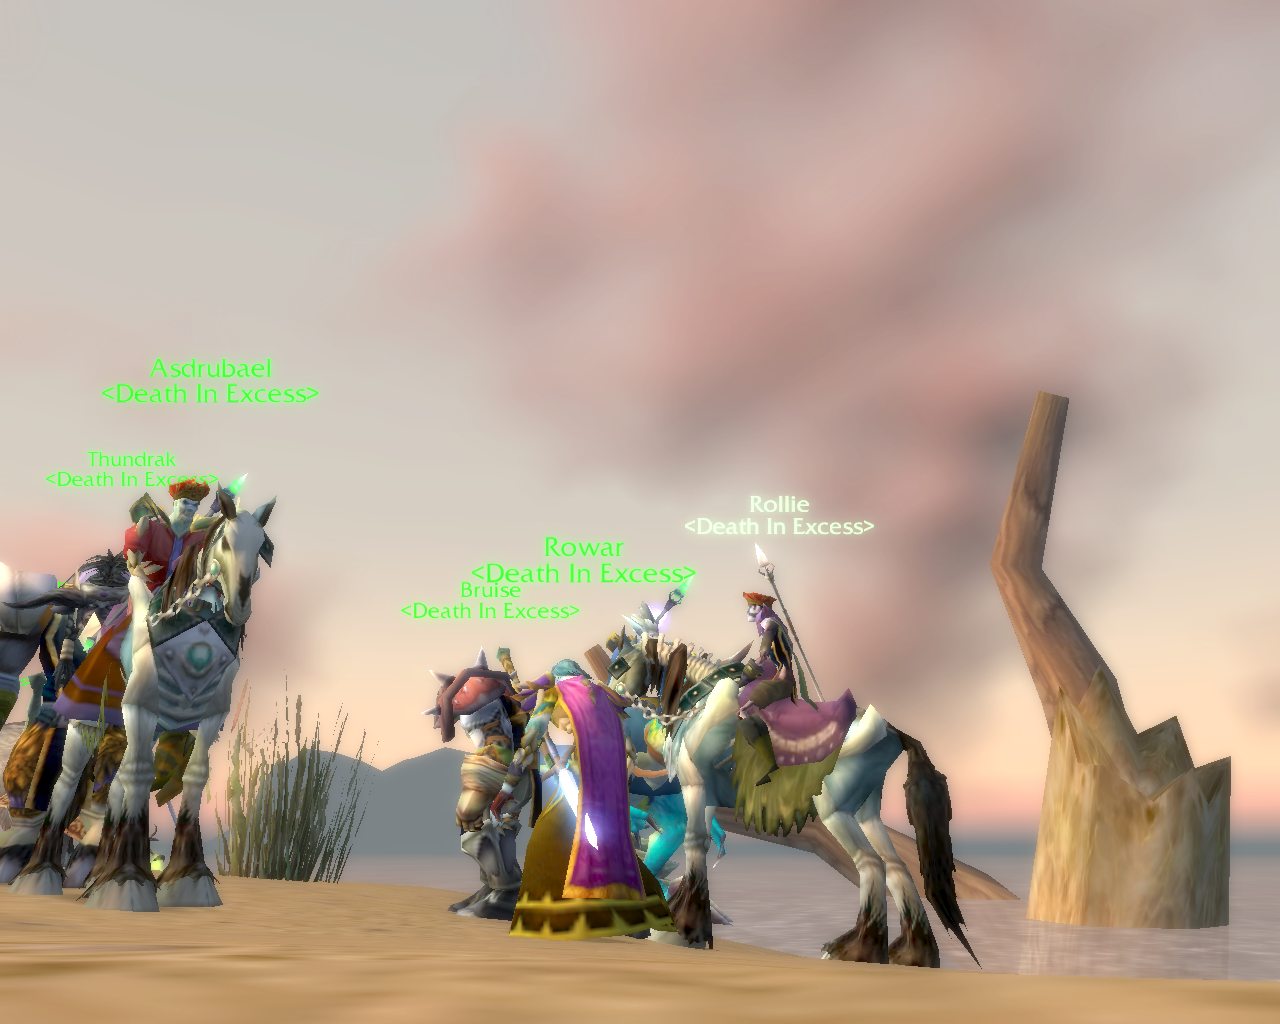 Asdrubael
<Death In Excess>
Thundrak
<Death In Excess>
Rollie
<Death In Excess>
Rowar
<Death In Excess>
Bruise
<Death In Excess>